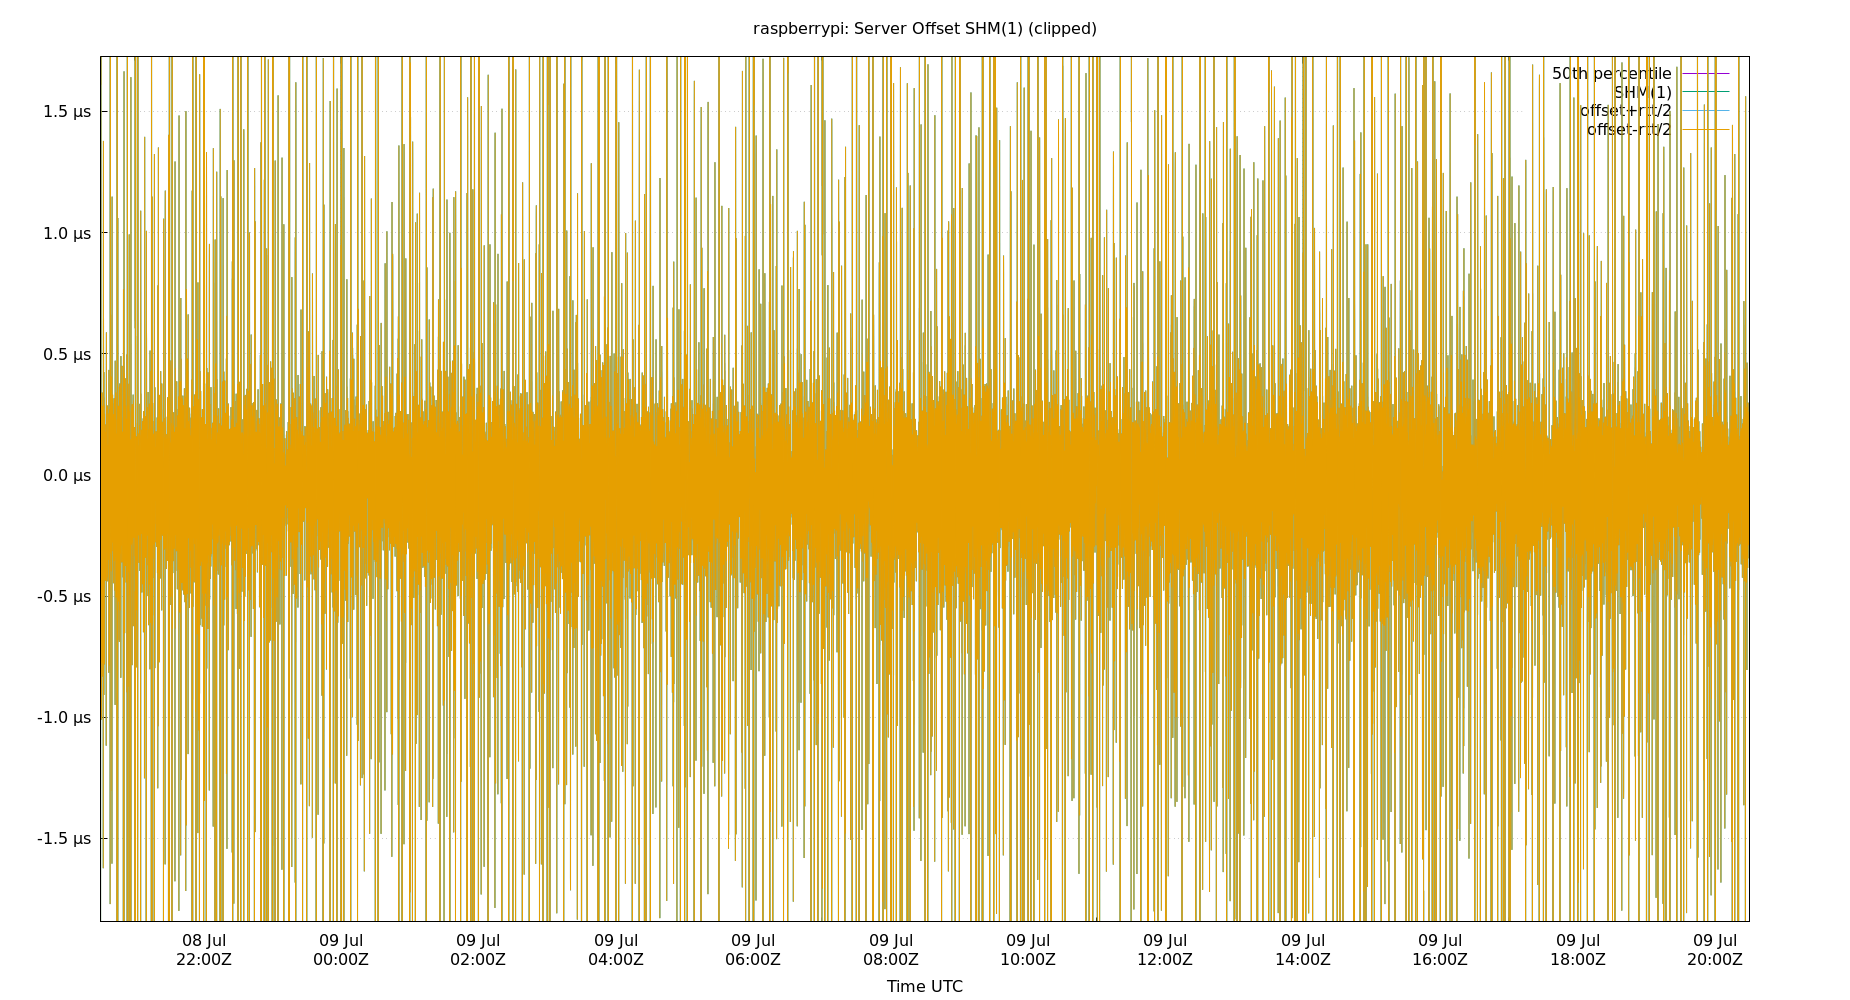 raspberrypi: Server Offset SHM(1) (clipped)
50th percentile
SHM(1)
offset+rtt/2
offset-rtt/2
1.5 µs
1.0 µs
0.5 µs
0.0 µs
-0.5 µs
-1.0 µs
-1.5 µs
08 Jul 09 Jul 09 Jul 09 Jul 09 Jul 09 Jul 09 Jul 09 Jul 09 Jul 09 Jul 09 Jul 09 Jul
22:00Z 00:00Z 02:00Z 04:00Z 06:00Z 08:00Z 10:00Z 12:00Z 14:00Z 16:00Z 18:00Z 20:00Z
Time UTC